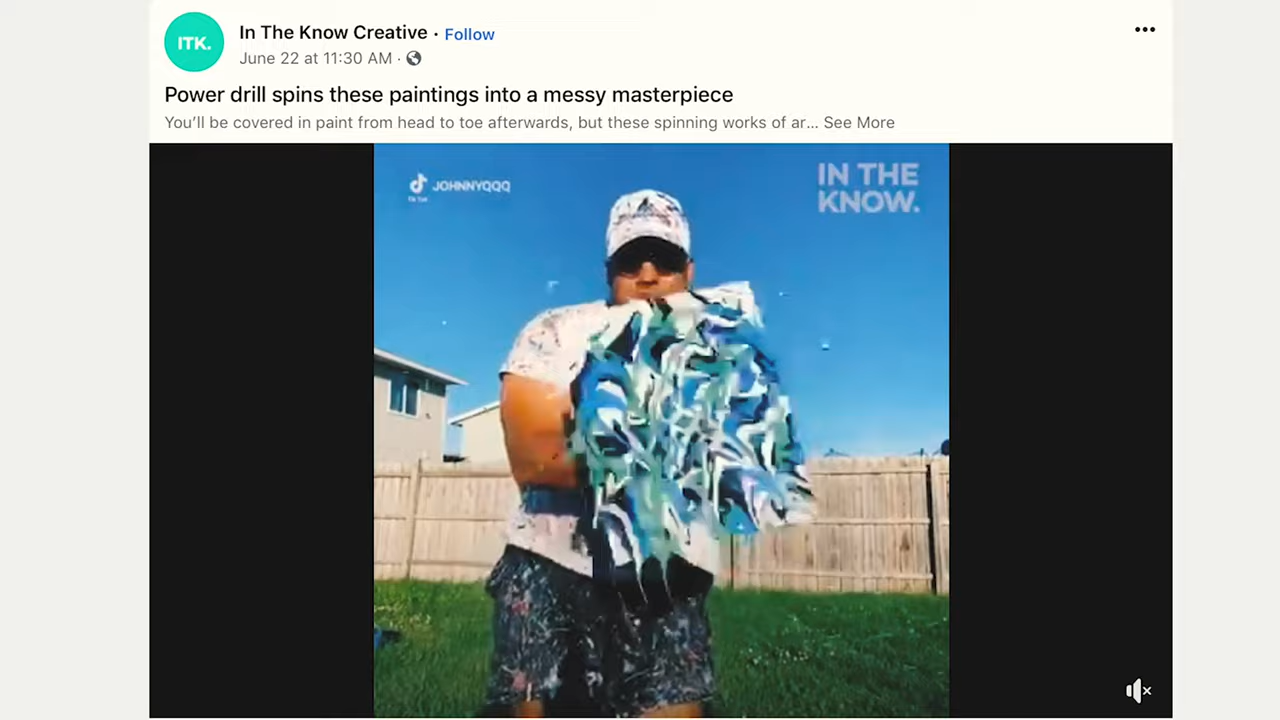 ITK.
In The Know Creative · Follow
June 22 at 11:30 AM ·
Power drill spins these paintings into a messy masterpiece
You'll be covered in paint from head to toe afterwards, but these spinning works of ar... See More
JOHNNYQQQ
TikTok
IN THE
KNOW.